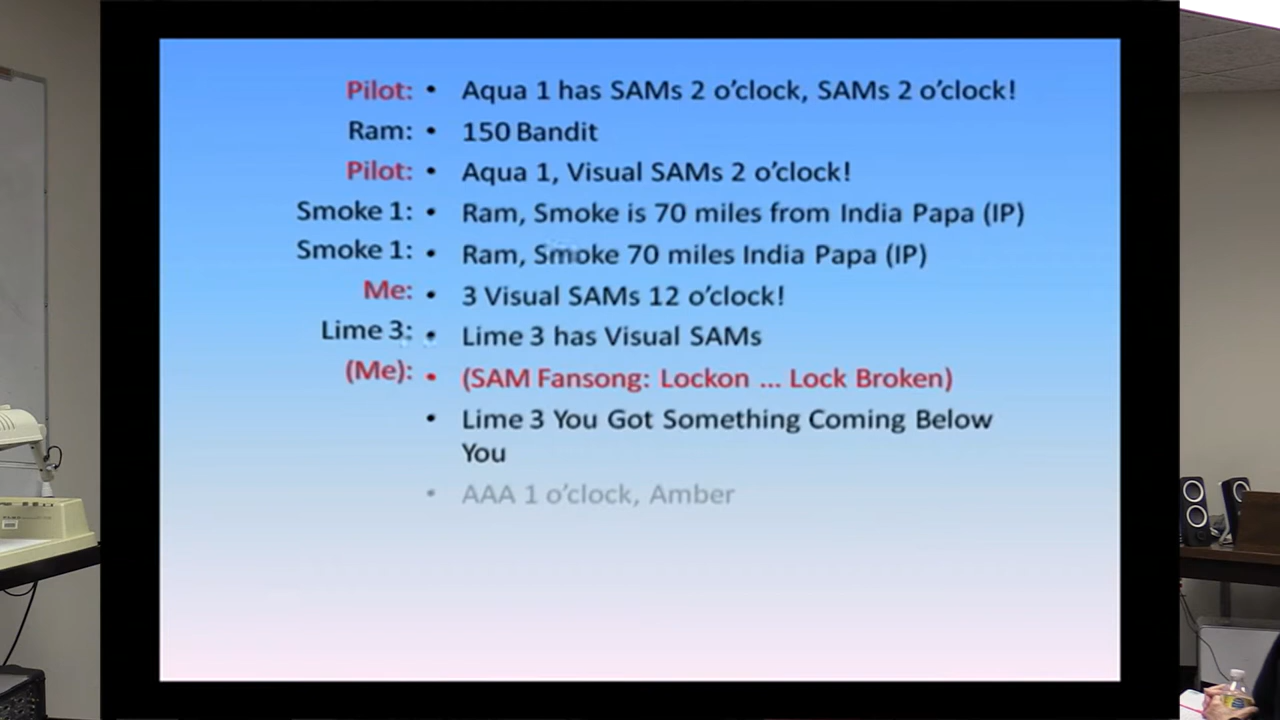 Pilot: • Aqua 1 has SAMs 2 o'clock, SAMs 2 o'clock!
Ram: • 150 Bandit
Pilot: • Aqua 1, Visual SAMs 2 o'clock!
Smoke 1: • Ram, Smoke is 70 miles from India Papa (IP)
Smoke 1: • Ram, Smoke 70 miles India Papa (IP)
Me: • 3 Visual SAMs 12 o'clock!
Lime 3: • Lime 3 has Visual SAMs
(Me): • (SAM Fansong: Lockon ... Lock Broken)
• Lime 3 You Got Something Coming Below
You
• AAA 1 o'clock, Amber